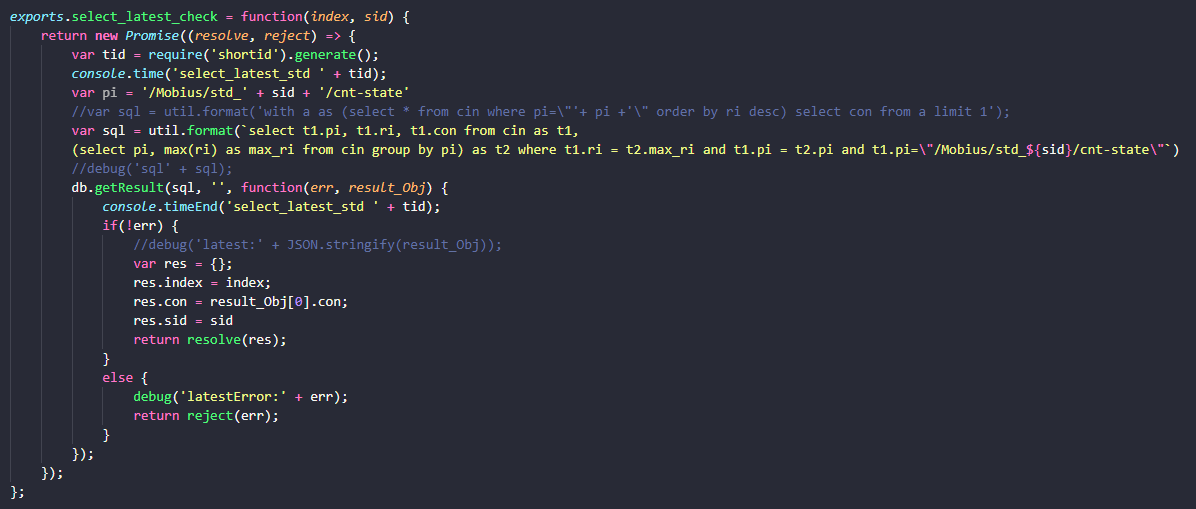 exports.select_latest_check = function(index, sid) {
    return new Promise((resolve, reject) => {
        var tid = require('shortid').generate();
        console.time('select_latest_std ' + tid);
        var pi = '/Mobius/std_' + sid + '/cnt-state'
        //var sql = util.format('with a as (select * from cin where pi=\"'+ pi +'\" order by ri desc) select con from a limit 1');
        var sql = util.format(`select t1.pi, t1.ri, t1.con from cin as t1,
        (select pi, max(ri) as max_ri from cin group by pi) as t2 where t1.ri = t2.max_ri and t1.pi = t2.pi and t1.pi=\"/Mobius/std_${sid}/cnt-state\"`)
        //debug('sql' + sql);
        db.getResult(sql, '', function(err, result_Obj) {
            console.timeEnd('select_latest_std ' + tid);
            if(!err) {
                //debug('latest:' + JSON.stringify(result_Obj));
                var res = {};
                res.index = index;
                res.con = result_Obj[0].con;
                res.sid = sid
                return resolve(res);
            }
            else {
                debug('latestError:' + err);
                return reject(err);
            }
        });
    });
};